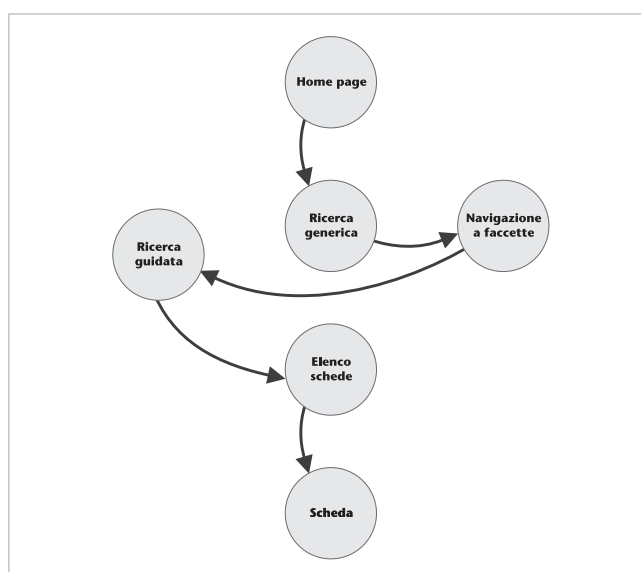 Home page
Ricerca
generica
Navigazione
a faccette
Ricerca
guidata
Elenco
schede
Scheda